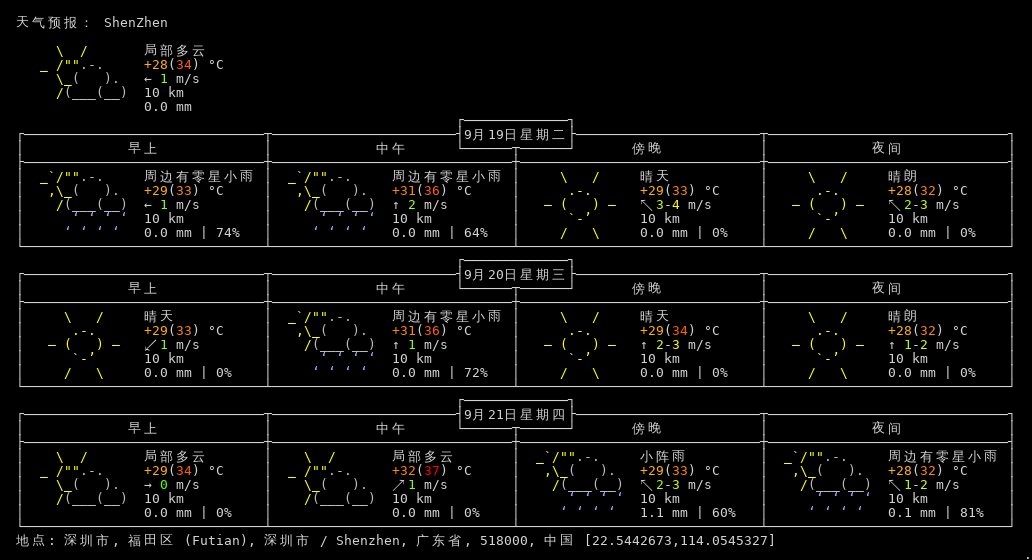 天气预报： ShenZhen
局部多云
+28(34) °C
← 1 m/s
10 km
0.0 mm
9月19日星期二
早上 中午 傍晚 夜间
周边有零星小雨 周边有零星小雨 晴天 晴朗
+29(33) °C +31(36) °C +29(33) °C +28(32) °C
← 1 m/s ↑ 2 m/s ↖ 3-4 m/s ↖ 2-3 m/s
10 km 10 km 10 km 10 km
0.0 mm | 74% 0.0 mm | 64% 0.0 mm | 0% 0.0 mm | 0%
9月20日星期三
早上 中午 傍晚 夜间
晴天 周边有零星小雨 晴天 晴朗
+29(33) °C +31(36) °C +29(34) °C +28(32) °C
↙ 1 m/s ↑ 1 m/s ↑ 2-3 m/s ↑ 1-2 m/s
10 km 10 km 10 km 10 km
0.0 mm | 0% 0.0 mm | 72% 0.0 mm | 0% 0.0 mm | 0%
9月21日星期四
早上 中午 傍晚 夜间
局部多云 局部多云 小阵雨 周边有零星小雨
+29(34) °C +32(37) °C +29(33) °C +28(32) °C
→ 0 m/s ↗ 1 m/s ↖ 2-3 m/s ↖ 1-2 m/s
10 km 10 km 10 km 10 km
0.0 mm | 0% 0.0 mm | 0% 1.1 mm | 60% 0.1 mm | 81%
地点: 深圳市, 福田区 (Futian), 深圳市 / Shenzhen, 广东省, 518000, 中国 [22.5442673,114.0545327]